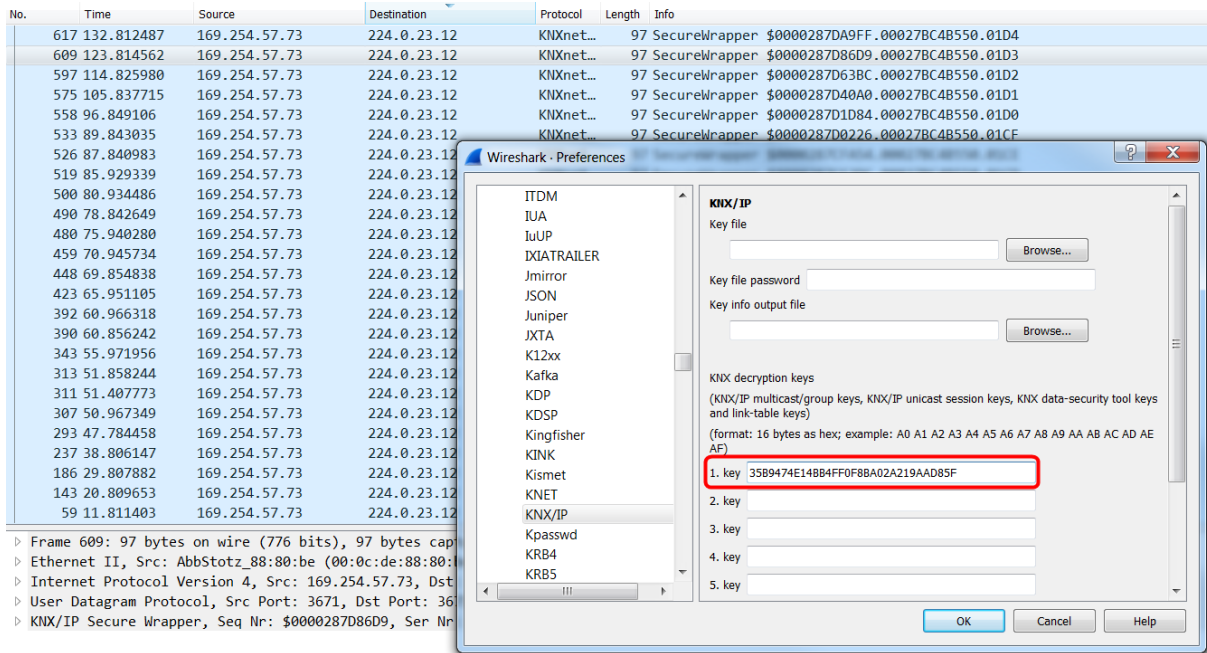 No. Time Source Destination Protocol Length Info
617 132.812487 169.254.57.73 224.0.23.12 KNXnet… 97 SecureWrapper $0000287DA9FF.00027BC4B550.01D4
609 123.814562 169.254.57.73 224.0.23.12 KNXnet… 97 SecureWrapper $0000287D86D9.00027BC4B550.01D3
597 114.825980 169.254.57.73 224.0.23.12 KNXnet… 97 SecureWrapper $0000287D63BC.00027BC4B550.01D2
575 105.837715 169.254.57.73 224.0.23.12 KNXnet… 97 SecureWrapper $0000287D40A0.00027BC4B550.01D1
558 96.849106 169.254.57.73 224.0.23.12 KNXnet… 97 SecureWrapper $0000287D1D84.00027BC4B550.01D0
533 89.843035 169.254.57.73 224.0.23.12 KNXnet… 97 SecureWrapper $0000287D0226.00027BC4B550.01CF
526 87.840983 169.254.57.73 224.0.23.12
519 85.929339 169.254.57.73 224.0.23.12
500 80.934486 169.254.57.73 224.0.23.12
490 78.842649 169.254.57.73 224.0.23.12
480 75.940280 169.254.57.73 224.0.23.12
459 70.945734 169.254.57.73 224.0.23.12
448 69.854838 169.254.57.73 224.0.23.12
423 65.951105 169.254.57.73 224.0.23.12
392 60.966318 169.254.57.73 224.0.23.12
390 60.856242 169.254.57.73 224.0.23.12
343 55.971956 169.254.57.73 224.0.23.12
313 51.858244 169.254.57.73 224.0.23.12
311 51.407773 169.254.57.73 224.0.23.12
307 50.967349 169.254.57.73 224.0.23.12
293 47.784458 169.254.57.73 224.0.23.12
237 38.806147 169.254.57.73 224.0.23.12
186 29.807882 169.254.57.73 224.0.23.12
143 20.809653 169.254.57.73 224.0.23.12
59 11.811403 169.254.57.73 224.0.23.12
Frame 609: 97 bytes on wire (776 bits), 97 bytes cap
Ethernet II, Src: AbbStotz_88:80:be (00:0c:de:88:80:
Internet Protocol Version 4, Src: 169.254.57.73, Dst
User Datagram Protocol, Src Port: 3671, Dst Port: 36
KNX/IP Secure Wrapper, Seq Nr: $0000287D86D9, Ser Nr
Wireshark · Preferences
ITDM
IUA
IuUP
IXIATRAILER
Jmirror
JSON
Juniper
JXTA
K12xx
Kafka
KDP
KDSP
Kingfisher
KINK
Kismet
KNET
KNX/IP
Kpasswd
KRB4
KRB5
KNX/IP
Key file
Browse...
Key file password
Key info output file
Browse...
KNX decryption keys
(KNX/IP multicast/group keys, KNX/IP unicast session keys, KNX data-security tool keys
and link-table keys)
(format: 16 bytes as hex; example: A0 A1 A2 A3 A4 A5 A6 A7 A8 A9 AA AB AC AD AE
AF)
1. key 35B9474E14BB4FF0F8BA02A219AAD85F
2. key
3. key
4. key
5. key
OK Cancel Help